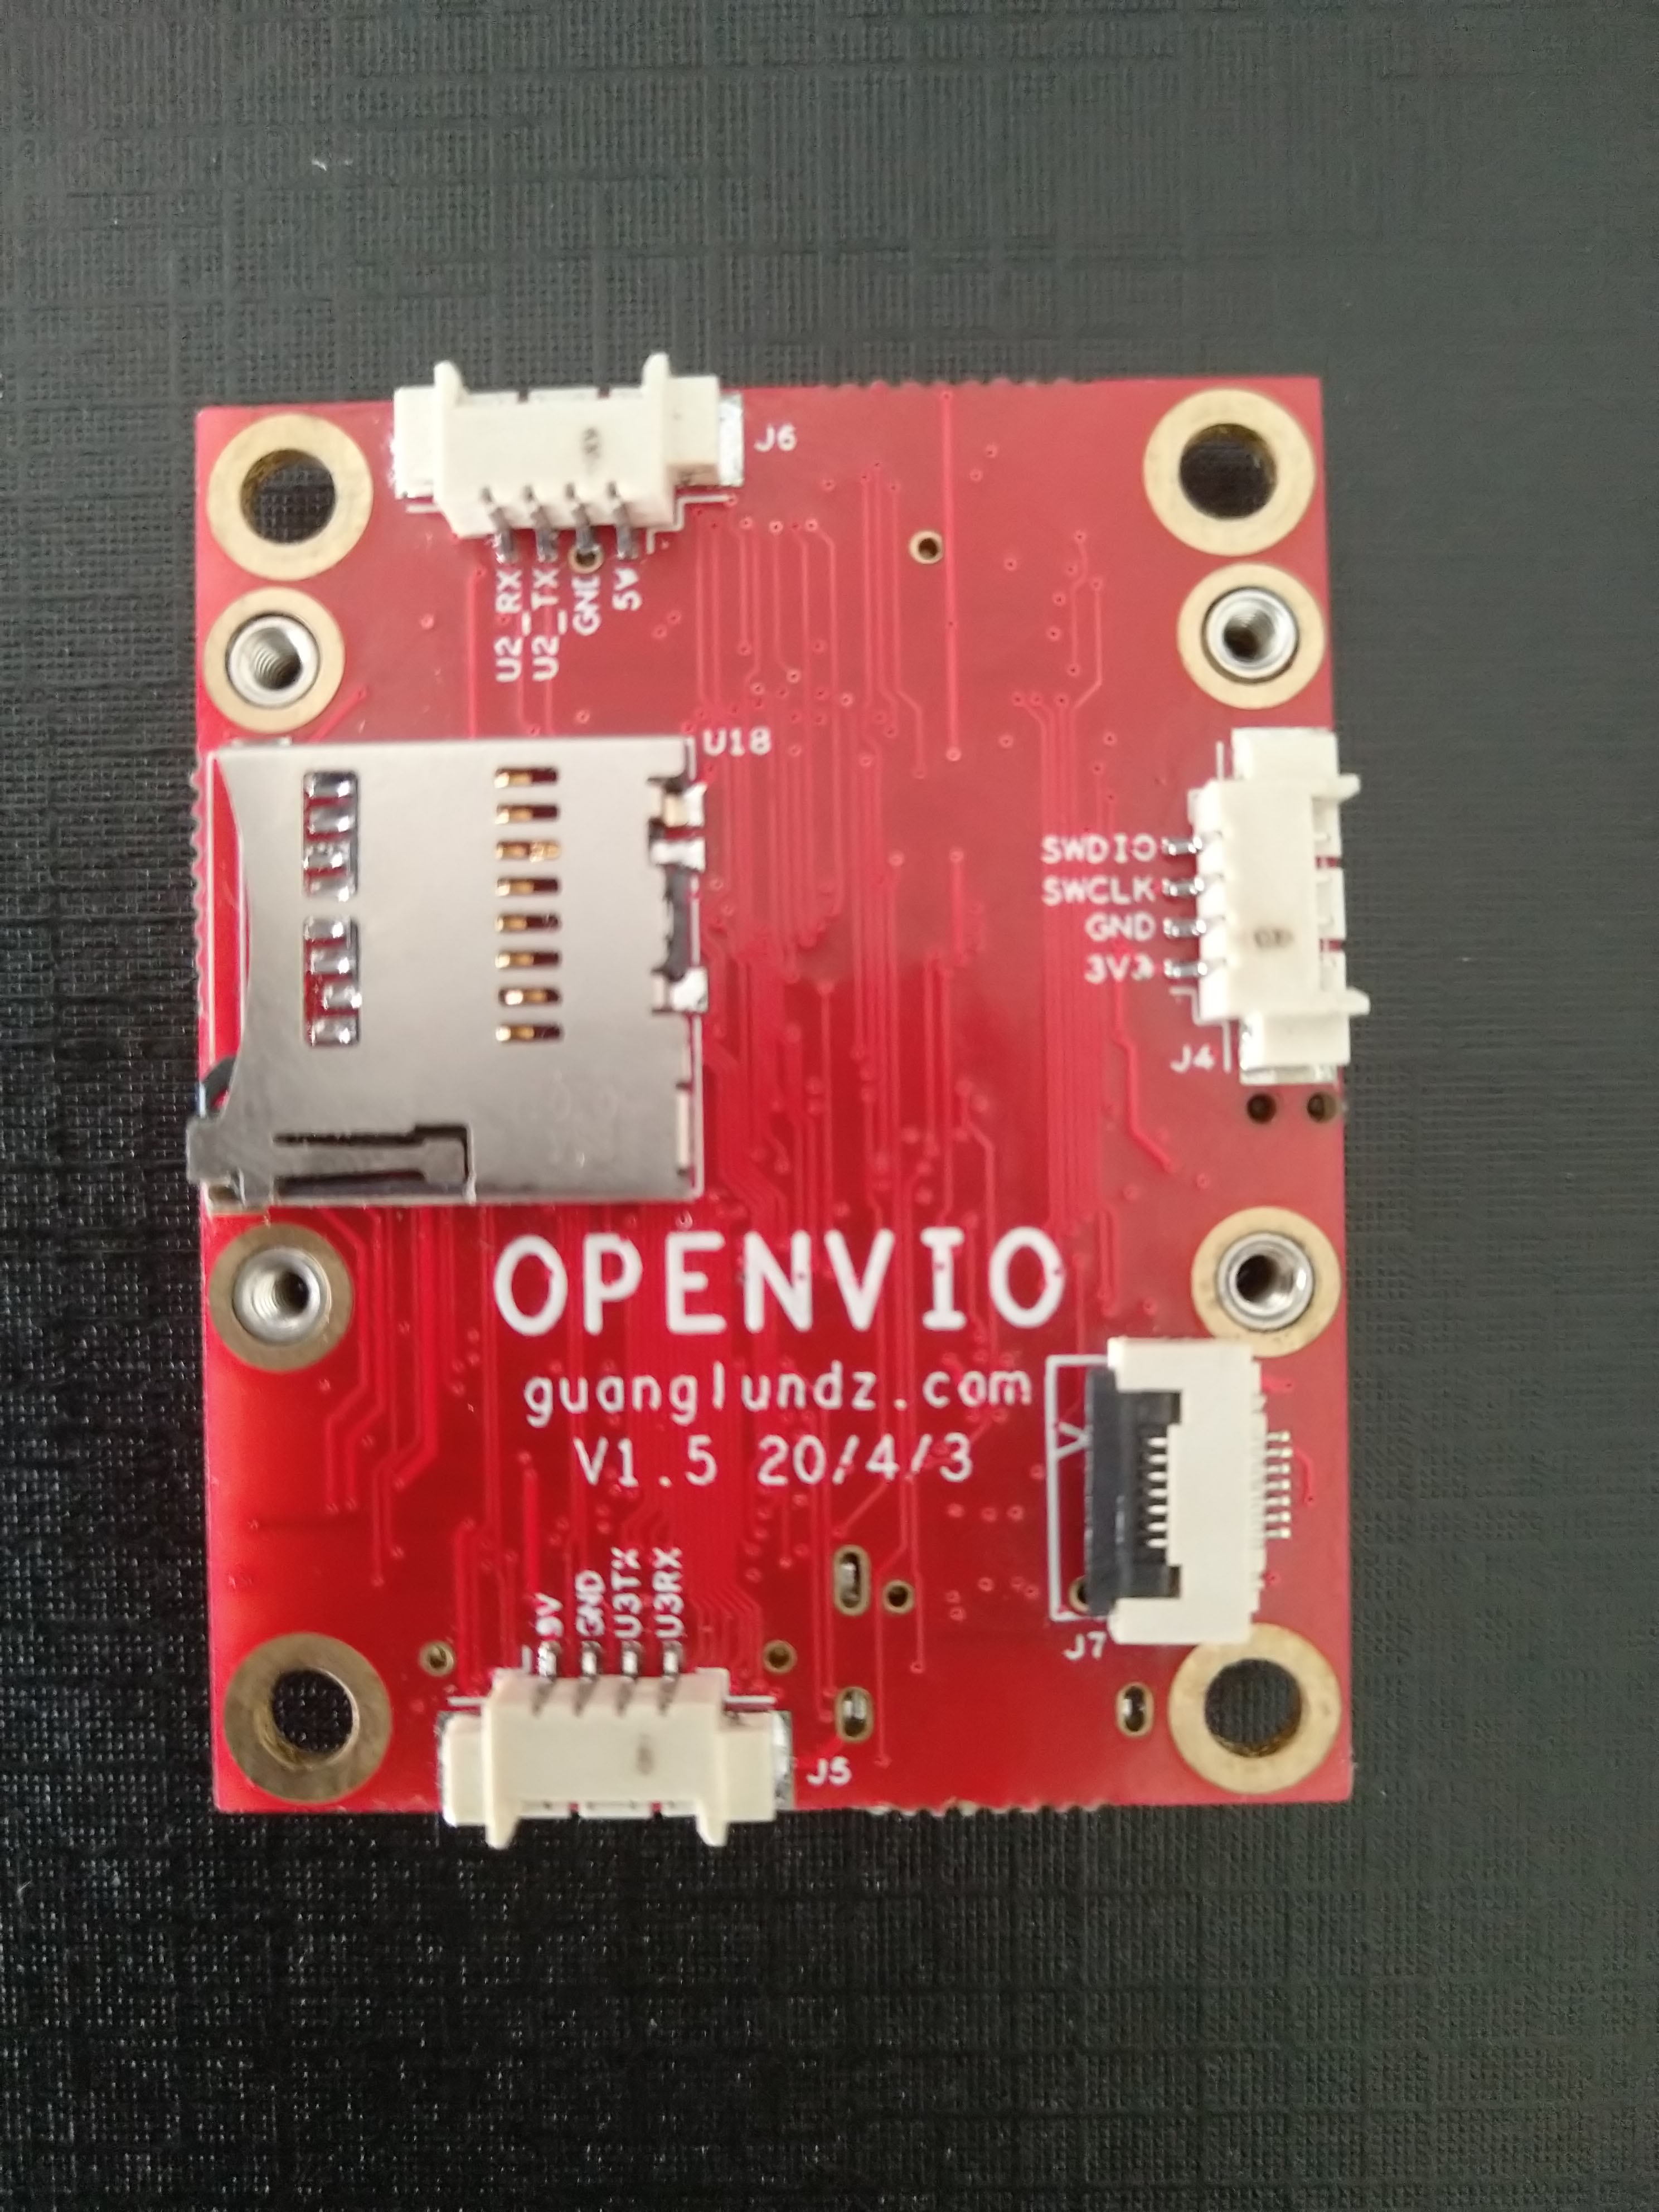 J6
U2_RX
U2_TX
GND
5V
U18
SWDIO
SWCLK
GND
3V3
J4
OPENVIO
guanglundz.com
V1.5 20/4/3
5V
GND
U3TX
U3RX
J7
J5